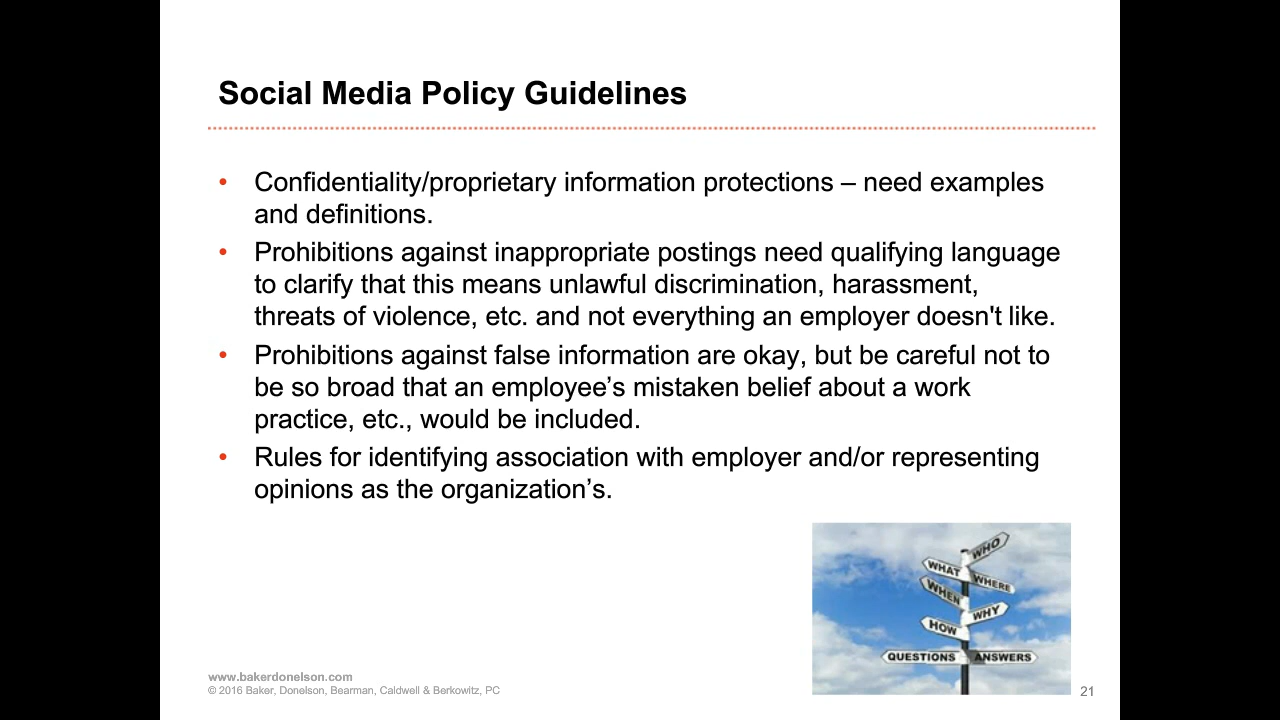 Social Media Policy Guidelines
• Confidentiality/proprietary information protections – need examples
and definitions.
• Prohibitions against inappropriate postings need qualifying language
to clarify that this means unlawful discrimination, harassment,
threats of violence, etc. and not everything an employer doesn't like.
• Prohibitions against false information are okay, but be careful not to
be so broad that an employee’s mistaken belief about a work
practice, etc., would be included.
• Rules for identifying association with employer and/or representing
opinions as the organization’s.
WHO
WHAT
WHERE
WHEN
WHY
HOW
QUESTIONS ANSWERS
www.bakerdonelson.com
© 2016 Baker, Donelson, Bearman, Caldwell & Berkowitz, PC
21